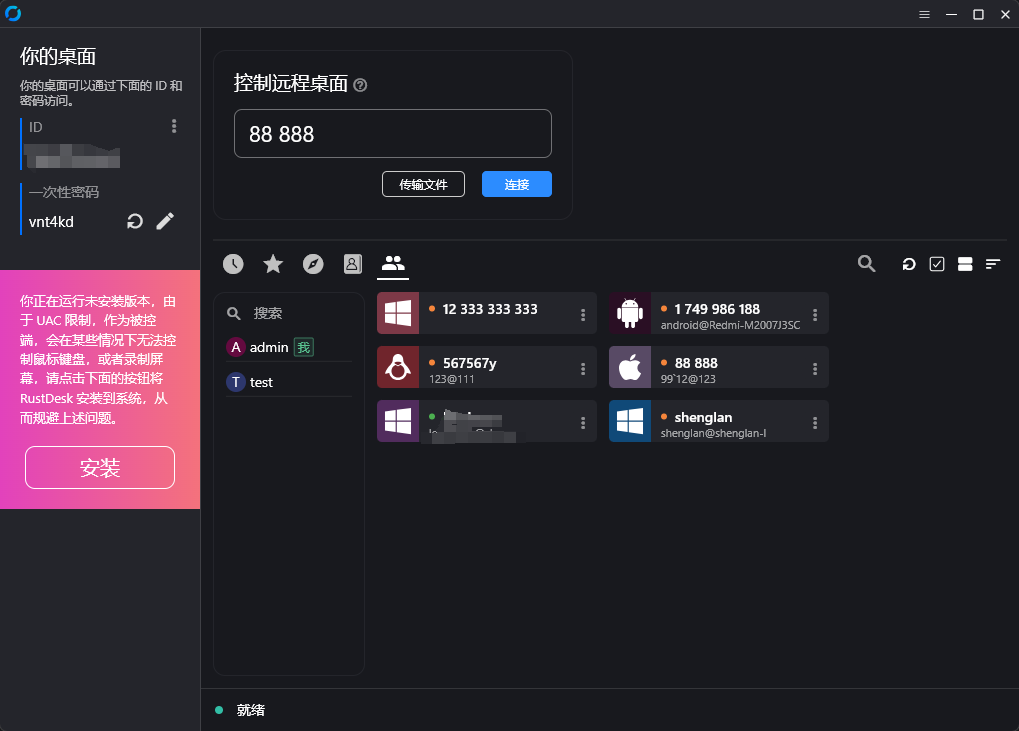 你的桌面
你的桌面可以通过下面的 ID 和
密码访问。
ID
一次性密码
vnt4kd
你正在运行未安装版本，由
于 UAC 限制，作为被控
端，会在某些情况下无法控
制鼠标键盘，或者录制屏
幕，请点击下面的按钮将
RustDesk 安装到系统，从
而规避上述问题。
安装
控制远程桌面
88 888
传输文件
连接
搜索
A admin 我
T test
12 333 333 333
1 749 986 188
android@Redmi-M2007J3SC
567567y
123@111
88 888
99`12@123
shenglan
shenglan@shenglan-l
就绪